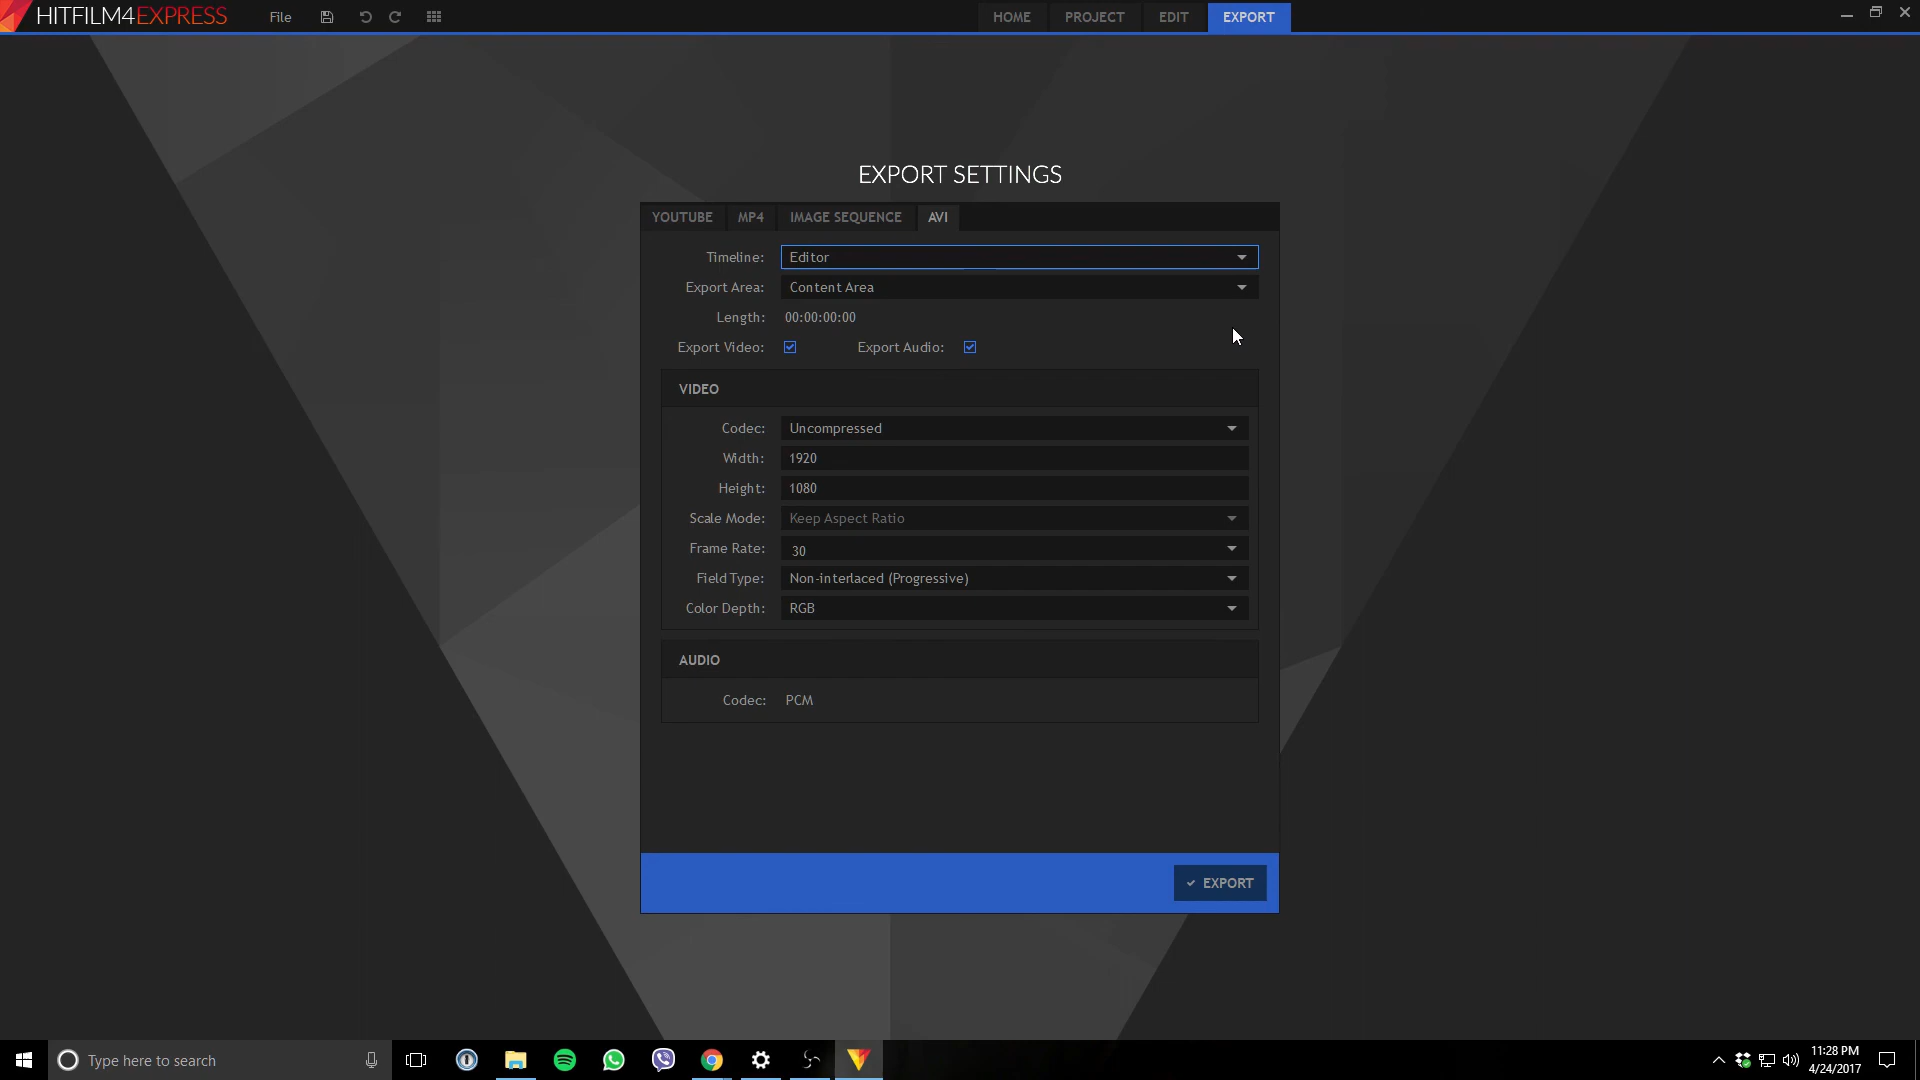 HITFILM4EXPRESS File HOME PROJECT EDIT EXPORT
EXPORT SETTINGS
YOUTUBE MP4 IMAGE SEQUENCE AVI
Timeline: Editor
Export Area: Content Area
Length: 00:00:00:00
Export Video: Export Audio:
VIDEO
Codec: Uncompressed
Width: 1920
Height: 1080
Scale Mode: Keep Aspect Ratio
Frame Rate: 30
Field Type: Non-interlaced (Progressive)
Color Depth: RGB
AUDIO
Codec: PCM
EXPORT
Type here to search
11:28 PM
4/24/2017